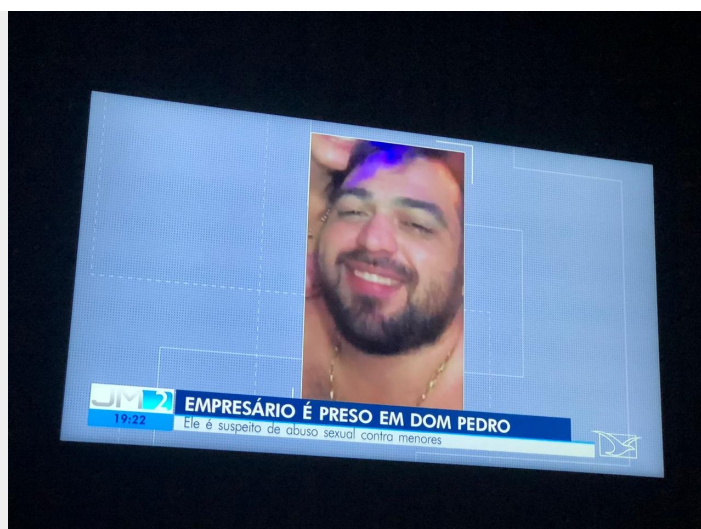 JM2
EMPRESÁRIO É PRESO EM DOM PEDRO
19:22
Ele é suspeito de abuso sexual contra menores